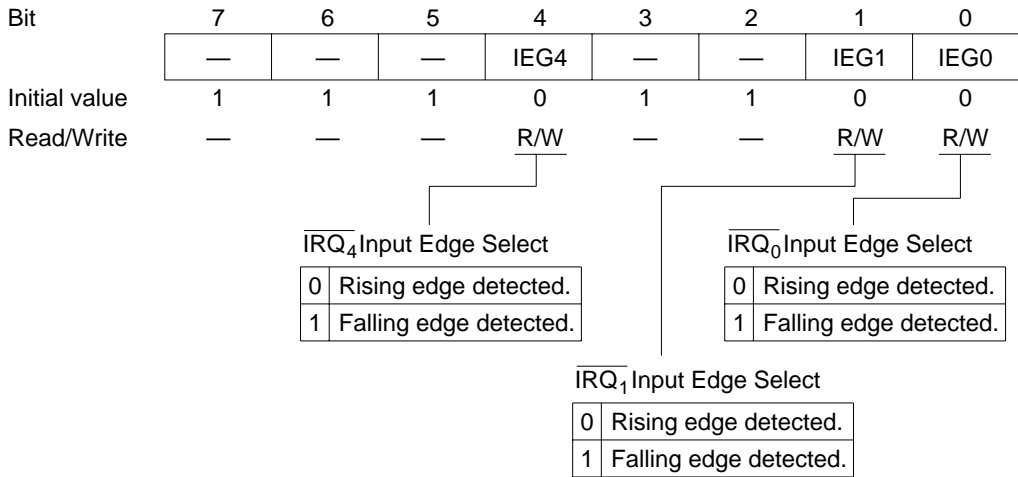 Bit 7 6 5 4 3 2 1 0
— — — IEG4 — — IEG1 IEG0
Initial value 1 1 1 0 1 1 0 0
Read/Write — — — R/W — — R/W R/W
IRQ4 Input Edge Select
0 Rising edge detected.
1 Falling edge detected.
IRQ0 Input Edge Select
0 Rising edge detected.
1 Falling edge detected.
IRQ1 Input Edge Select
0 Rising edge detected.
1 Falling edge detected.